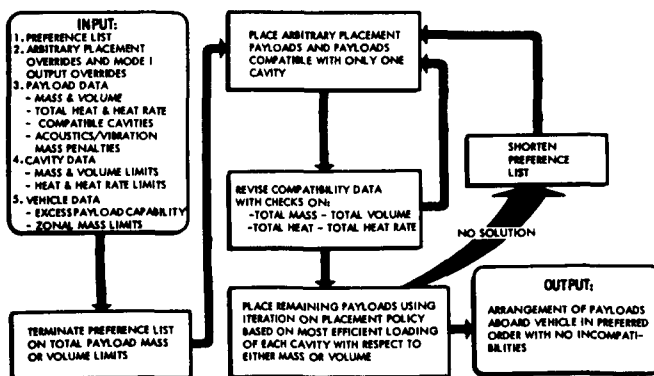 INPUT:
1. PREFERENCE LIST
2. ARBITRARY PLACEMENT
OVERRIDES AND MODE I
OUTPUT OVERRIDES
3. PAYLOAD DATA
- MASS & VOLUME
- TOTAL HEAT & HEAT RATE
- COMPATIBLE CAVITIES
- ACOUSTICS/VIBRATION
MASS PENALTIES
4. CAVITY DATA
- MASS & VOLUME LIMITS
- HEAT & HEAT RATE LIMITS
5. VEHICLE DATA
- EXCESS PAYLOAD CAPABILITY
- ZONAL MASS LIMITS
TERMINATE PREFERENCE LIST
ON TOTAL PAYLOAD MASS
OR VOLUME LIMITS
PLACE ARBITRARY PLACEMENT
PAYLOADS AND PAYLOADS
COMPATIBLE WITH ONLY ONE
CAVITY
REVISE COMPATIBILITY DATA
WITH CHECKS ON:
-TOTAL MASS - TOTAL VOLUME
-TOTAL HEAT - TOTAL HEAT RATE
SHORTEN
PREFERENCE
LIST
NO SOLUTION
PLACE REMAINING PAYLOADS USING
ITERATION ON PLACEMENT POLICY
BASED ON MOST EFFICIENT LOADING
OF EACH CAVITY WITH RESPECT TO
EITHER MASS OR VOLUME
OUTPUT:
ARRANGEMENT OF PAYLOADS
ABOARD VEHICLE IN PREFERRED
ORDER WITH NO INCOMPATI-
BILITIES